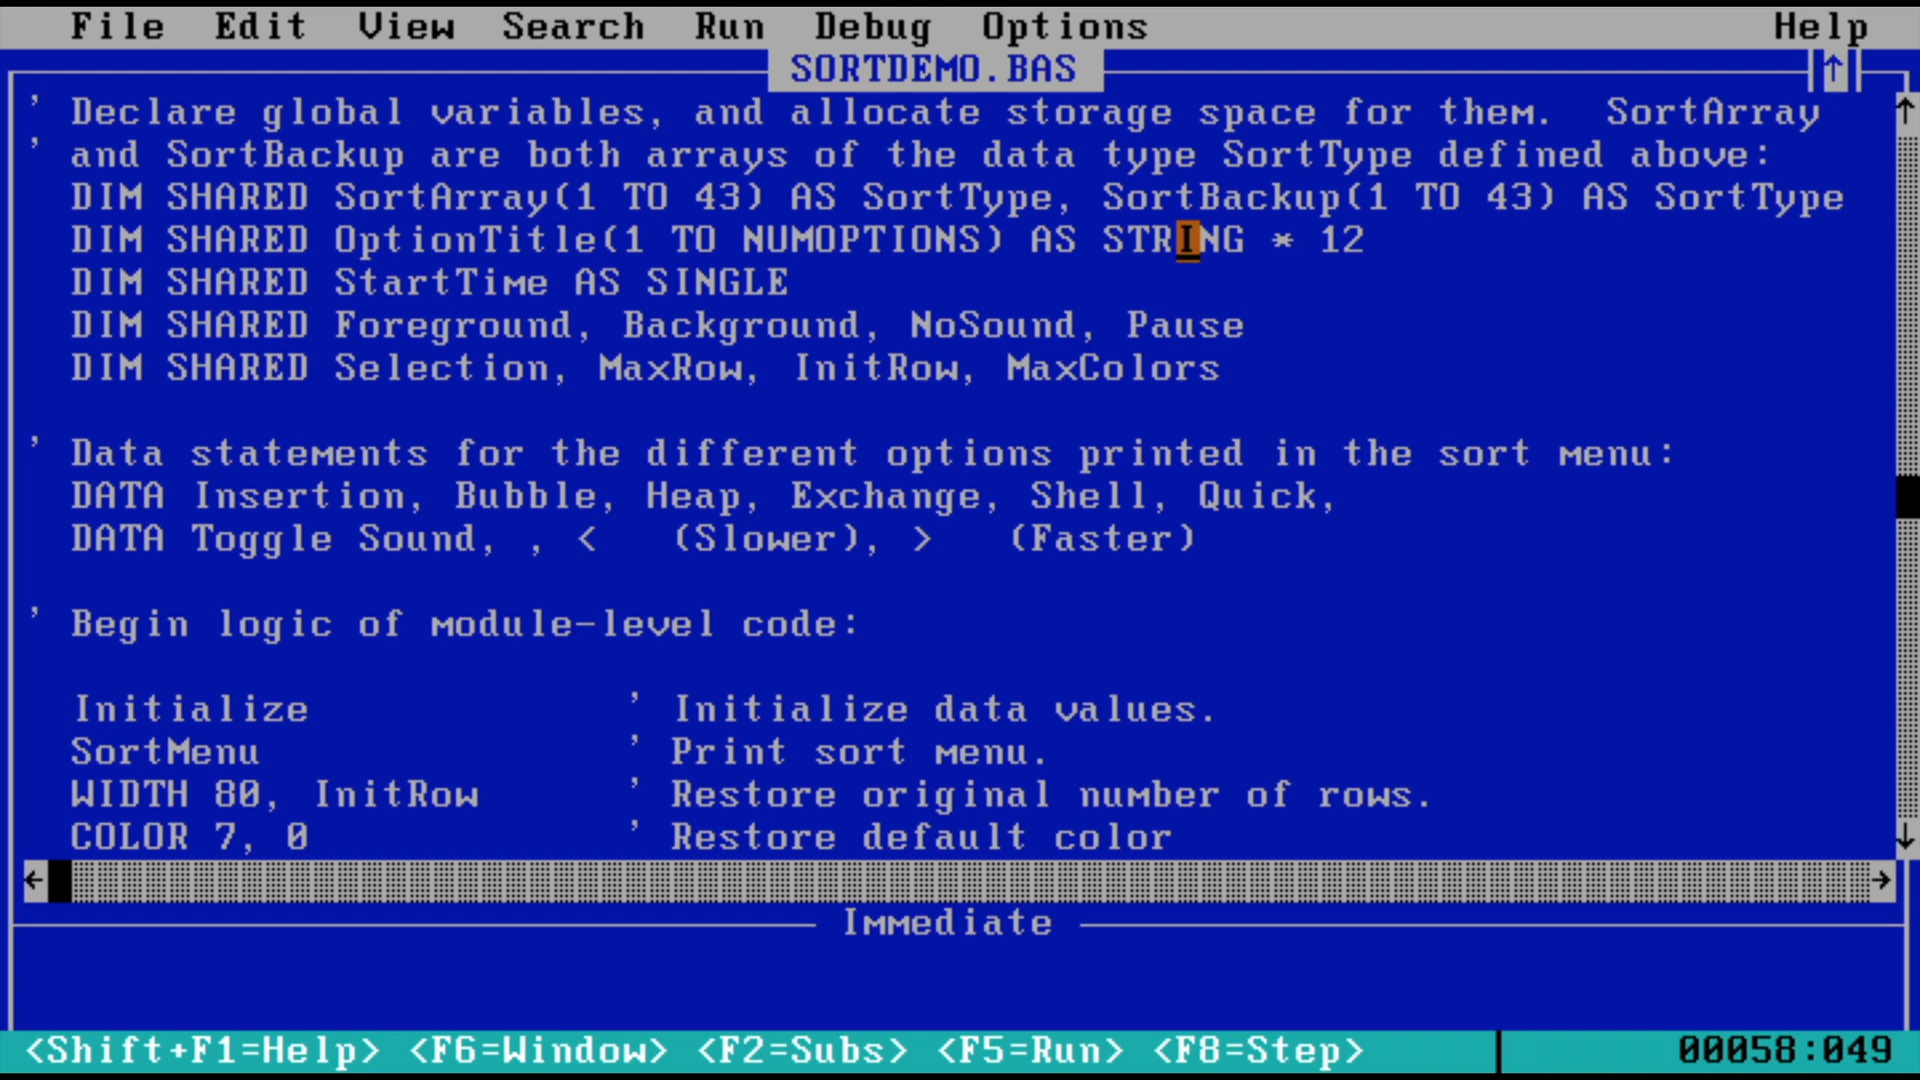 File Edit View Search Run Debug Options Help
SORTDEMO.BAS
' Declare global variables, and allocate storage space for them.  SortArray
' and SortBackup are both arrays of the data type SortType defined above:
DIM SHARED SortArray(1 TO 43) AS SortType, SortBackup(1 TO 43) AS SortType
DIM SHARED OptionTitle(1 TO NUMOPTIONS) AS STRING * 12
DIM SHARED StartTime AS SINGLE
DIM SHARED Foreground, Background, NoSound, Pause
DIM SHARED Selection, MaxRow, InitRow, MaxColors
' Data statements for the different options printed in the sort menu:
DATA Insertion, Bubble, Heap, Exchange, Shell, Quick,
DATA Toggle Sound, , <   (Slower), >   (Faster)
' Begin logic of module-level code:
Initialize ' Initialize data values.
SortMenu ' Print sort menu.
WIDTH 80, InitRow ' Restore original number of rows.
COLOR 7, 0 ' Restore default color
Immediate
<Shift+F1=Help> <F6=Window> <F2=Subs> <F5=Run> <F8=Step> 00058:049